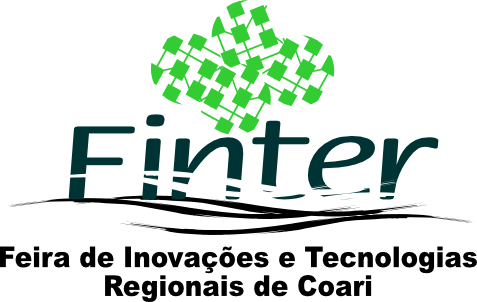 Finter
Feira de Inovações e Tecnologias
Regionais de Coari